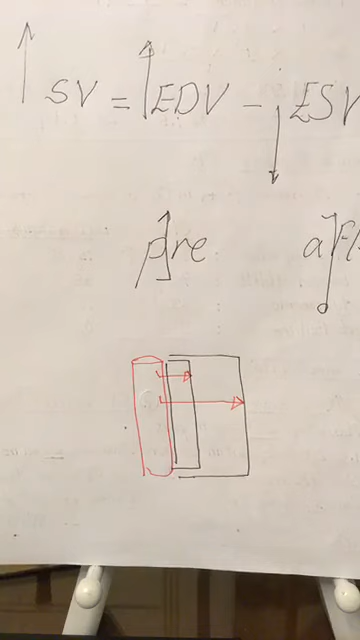 ↑ SV = ↑EDV - ↓ESV
pre